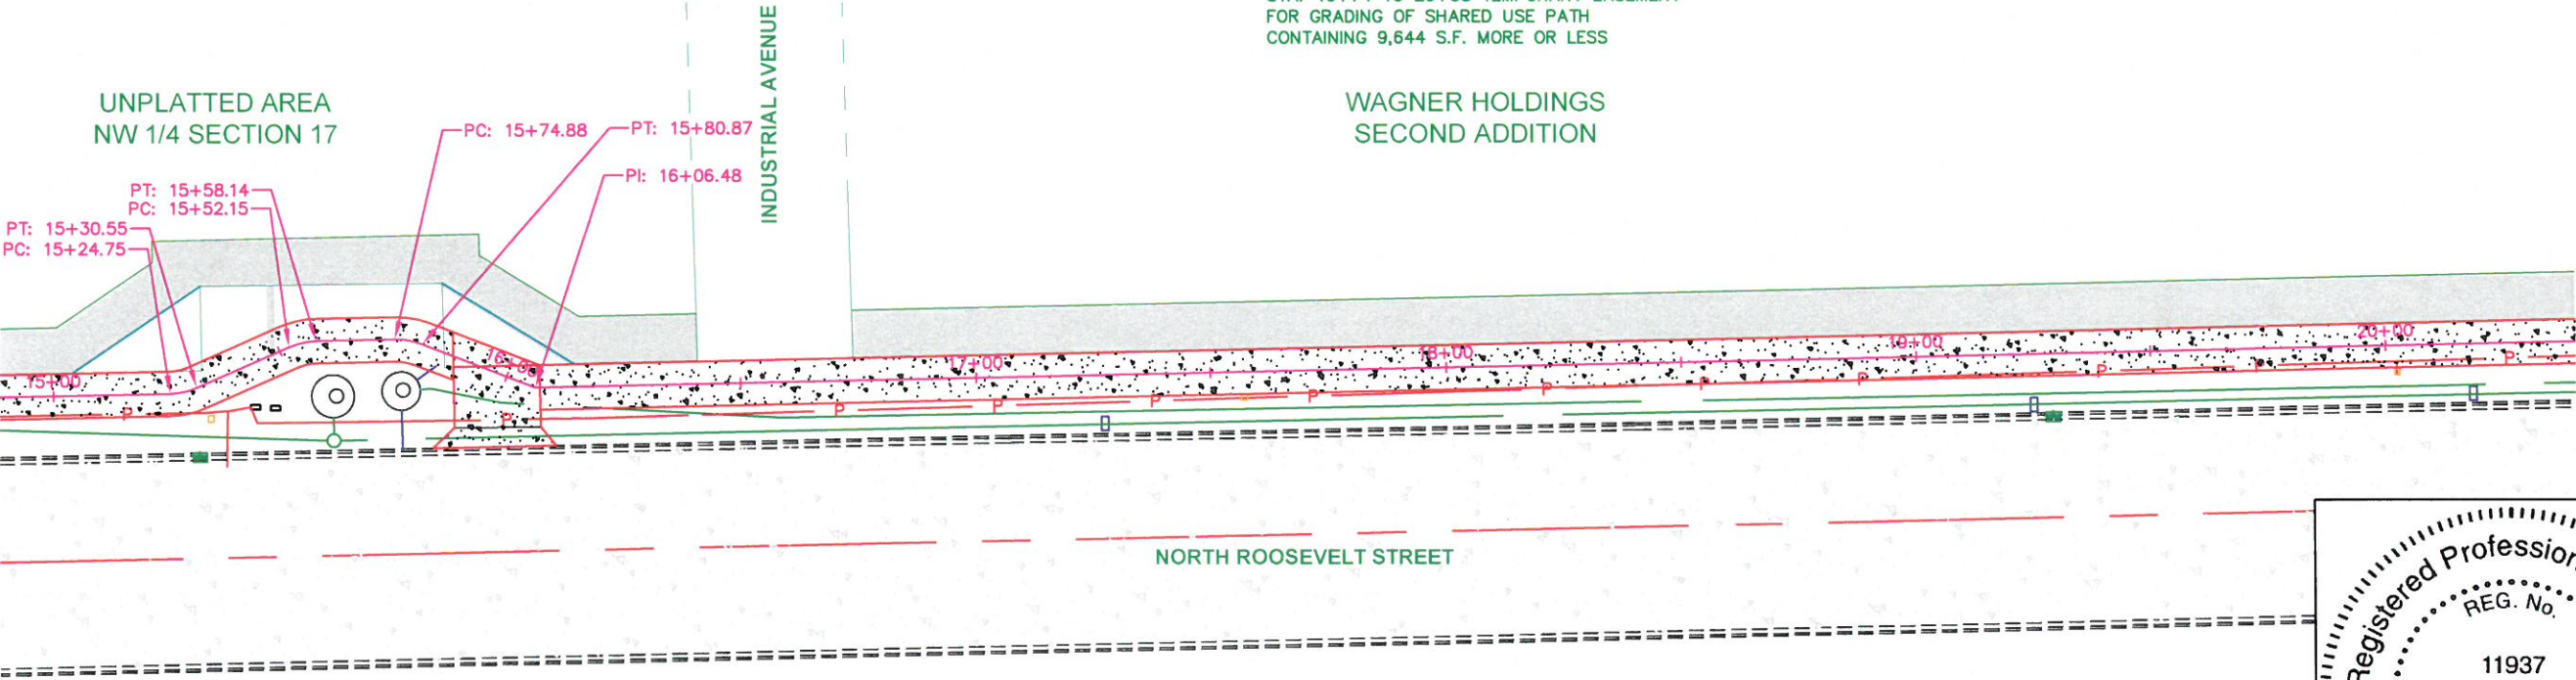 FOR GRADING OF SHARED USE PATH
CONTAINING 9,644 S.F. MORE OR LESS
INDUSTRIAL AVENUE
UNPLATTED AREA
NW 1/4 SECTION 17
WAGNER HOLDINGS
SECOND ADDITION
PC: 15+74.88
PT: 15+80.87
PI: 16+06.48
PT: 15+58.14
PC: 15+52.15
PT: 15+30.55
PC: 15+24.75
15+00
16+00
17+00
18+00
19+00
20+00
P
P
P
P
P
P
P
P
P
P
P
P
NORTH ROOSEVELT STREET
Registered Profession
REG. No.
11937